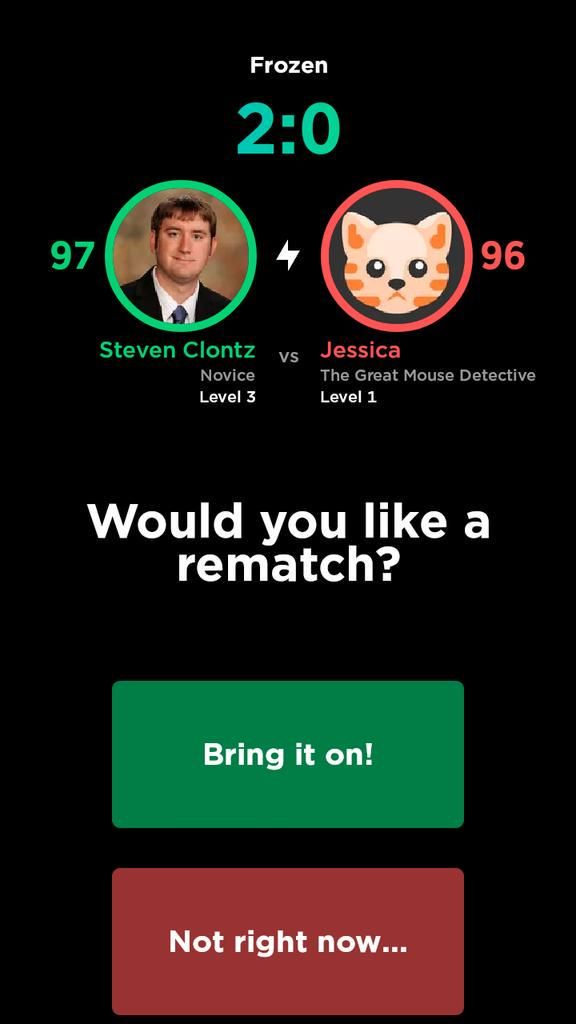 Frozen
2:0
97
96
Steven Clontz
vs
Jessica
Novice
The Great Mouse Detective
Level 3
Level 1
Would you like a
rematch?
Bring it on!
Not right now...